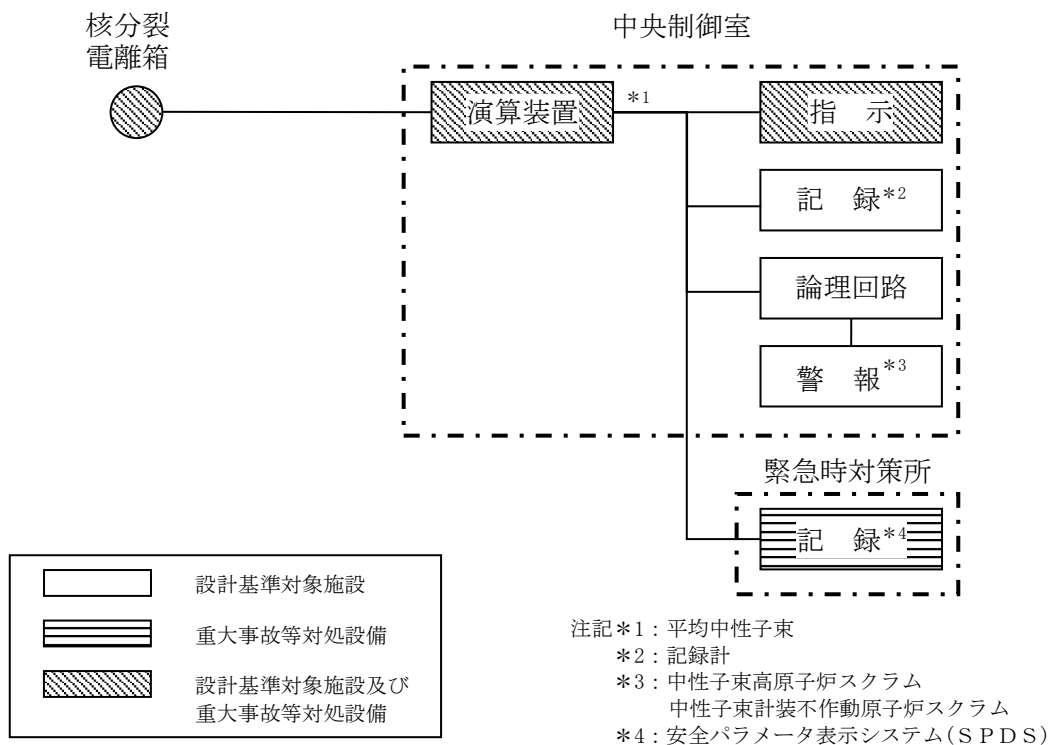 核分裂
電離箱
中央制御室
演算装置
*1
指 示
記 録*2
論理回路
警 報*3
緊急時対策所
記 録*4
設計基準対象施設
重大事故等対処設備
設計基準対象施設及び
重大事故等対処設備
注記*1:平均中性子束
*2:記録計
*3:中性子束高原子炉スクラム
中性子束計装不作動原子炉スクラム
*4:安全パラメータ表示システム(SPDS)